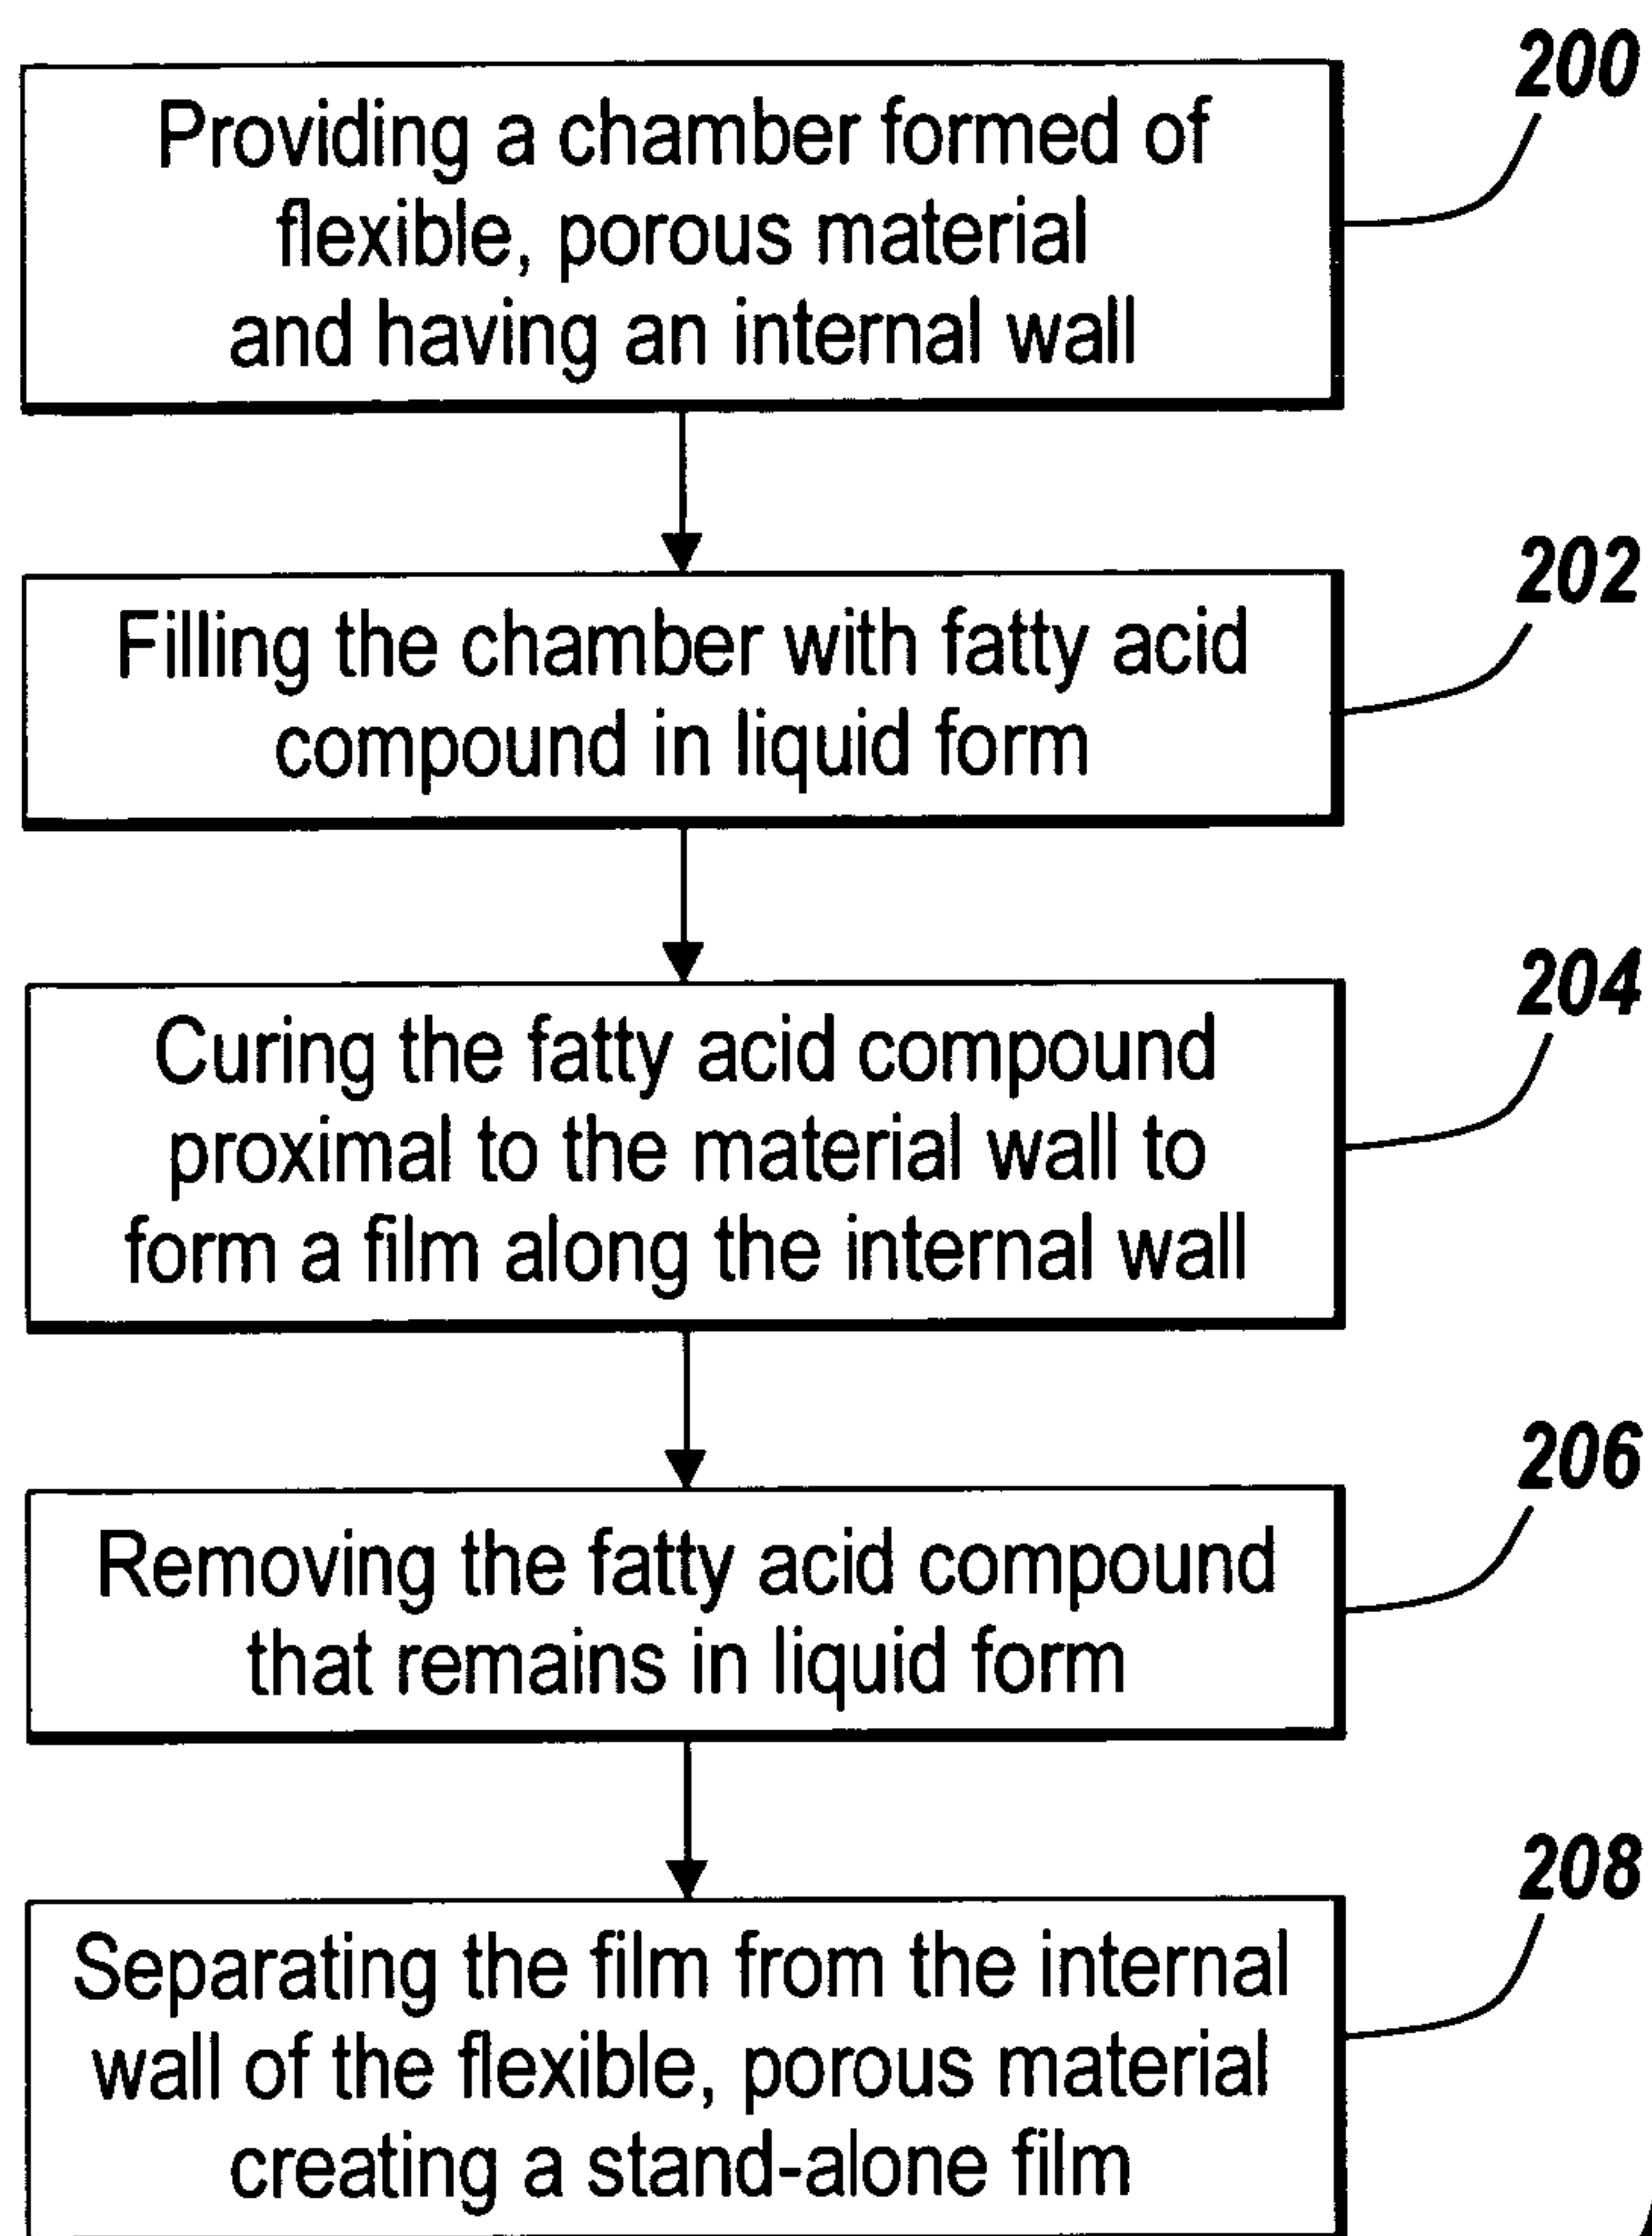 200
Providing a chamber formed of
flexible, porous material
and having an internal wall
202
Filling the chamber with fatty acid
compound in liquid form
204
Curing the fatty acid compound
proximal to the material wall to
form a film along the internal wall
206
Removing the fatty acid compound
that remains in liquid form
208
Separating the film from the internal
wall of the flexible, porous material
creating a stand-alone film